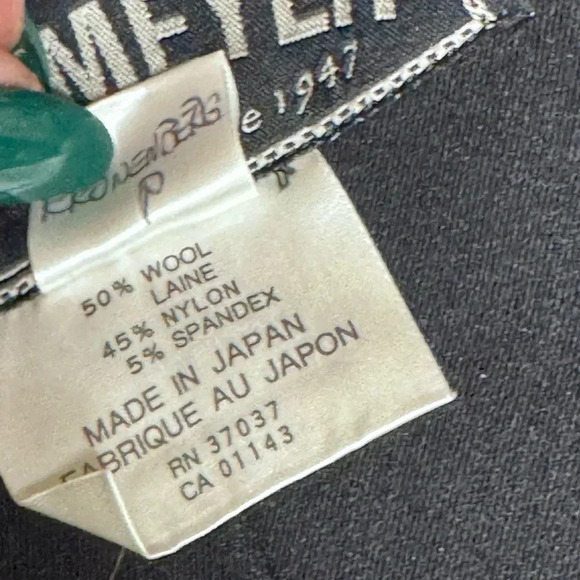 MEYER
e 1947
KRONENBERG
P
50% WOOL
LAINE
45% NYLON
5% SPANDEX
MADE IN JAPAN
FABRIQUE AU JAPON
RN 37037
CA 01143